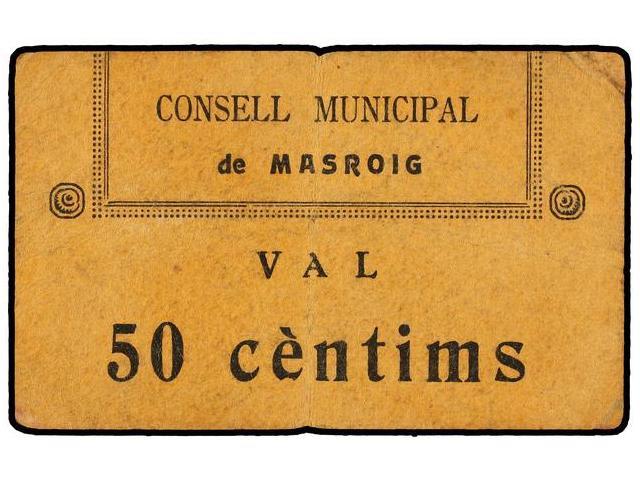 CONSELL MUNICIPAL
de MASROIG
VAL
50 cèntims